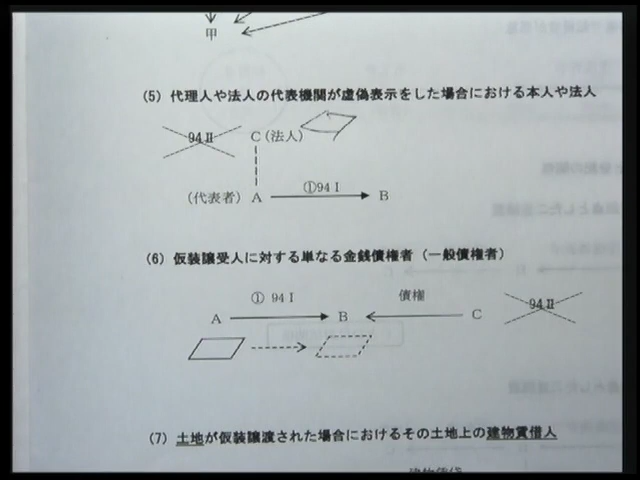 甲
(5) 代理人や法人の代表機関が虚偽表示をした場合における本人や法人
94Ⅱ C(法人)
①94Ⅰ
(代表者) A B
(6) 仮装譲受人に対する単なる金銭債権者（一般債権者）
① 94Ⅰ 債権 94Ⅱ
A B C
(7) 土地が仮装譲渡された場合におけるその土地上の建物賃借人